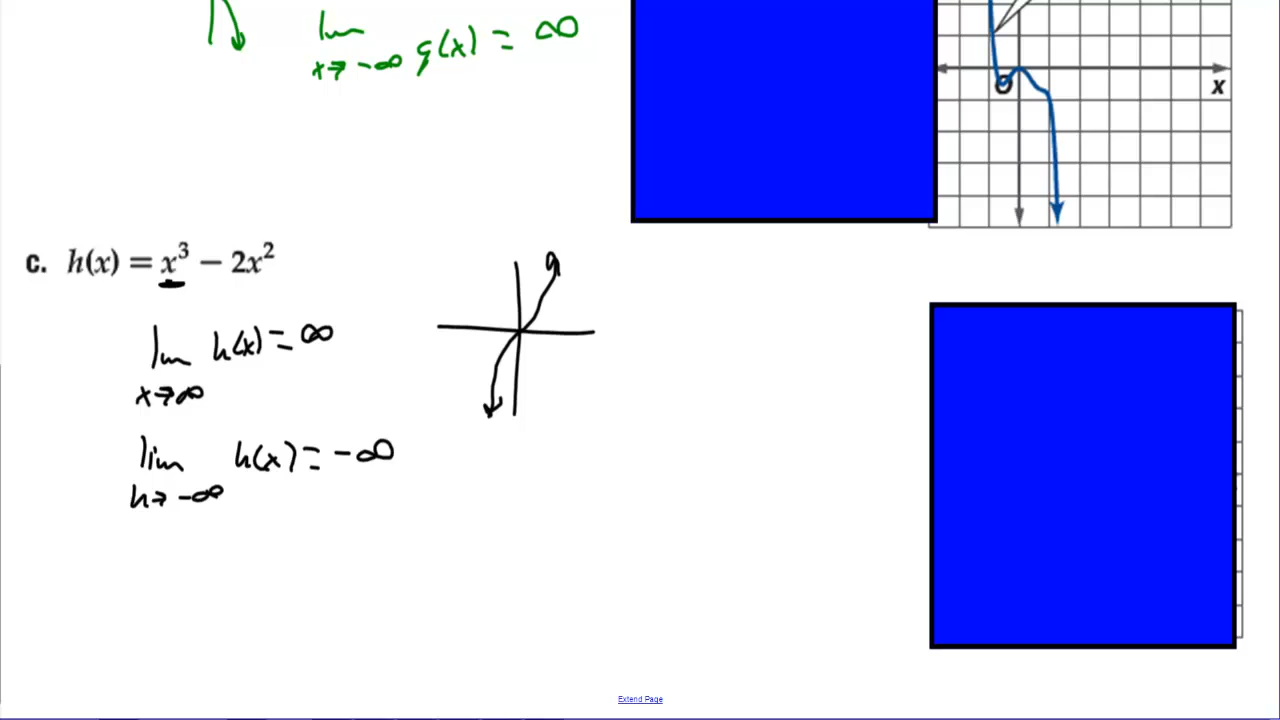 lim
x→ -∞ g(x) = ∞
x
c. h(x) = x³ − 2x²
lim h(x) = ∞
x→∞
lim h(x) = -∞
h→ -∞
Extend Page